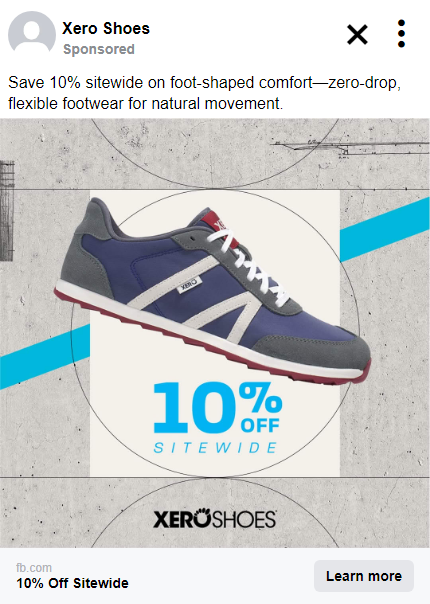 Xero Shoes
Sponsored
Save 10% sitewide on foot-shaped comfort—zero-drop,
flexible footwear for natural movement.
XERO
10%
OFF
SITEWIDE
XEROSHOES
fb.com
10% Off Sitewide
Learn more